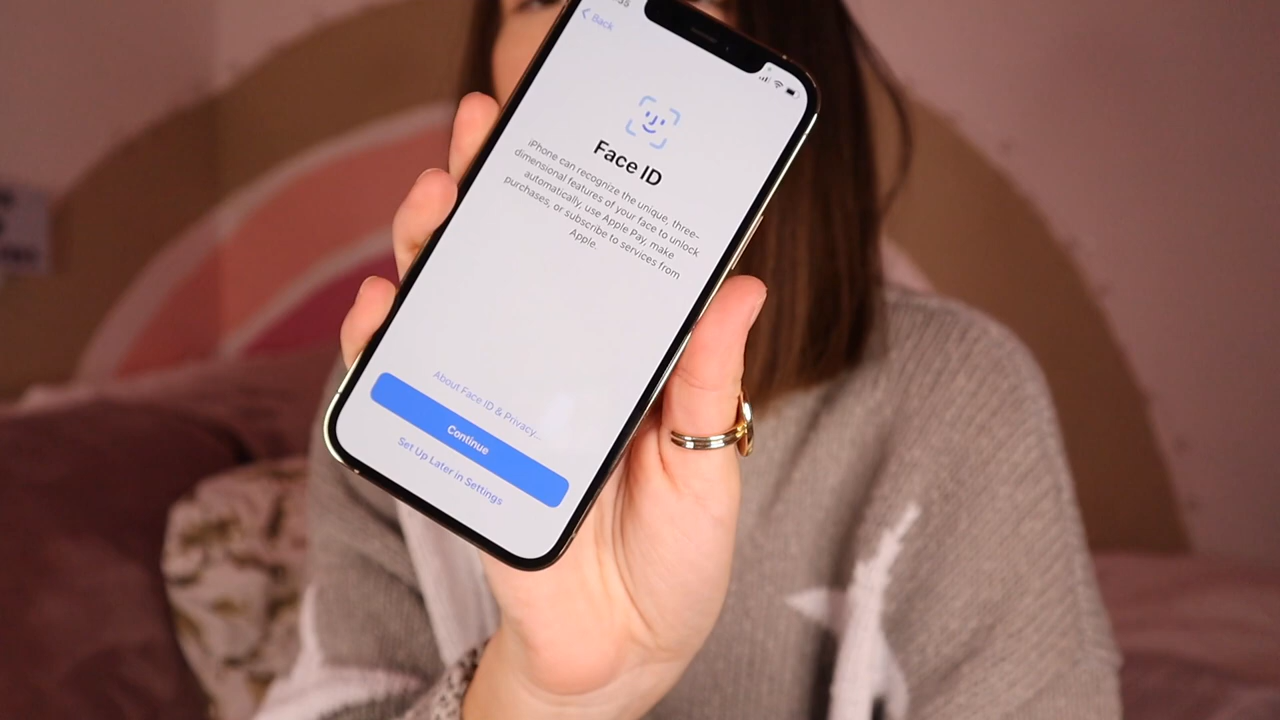 Back
Face ID
iPhone can recognize the unique, three-
dimensional features of your face to unlock
automatically, use Apple Pay, make
purchases, or subscribe to services from
Apple.
About Face ID & Privacy...
Continue
Set Up Later in Settings